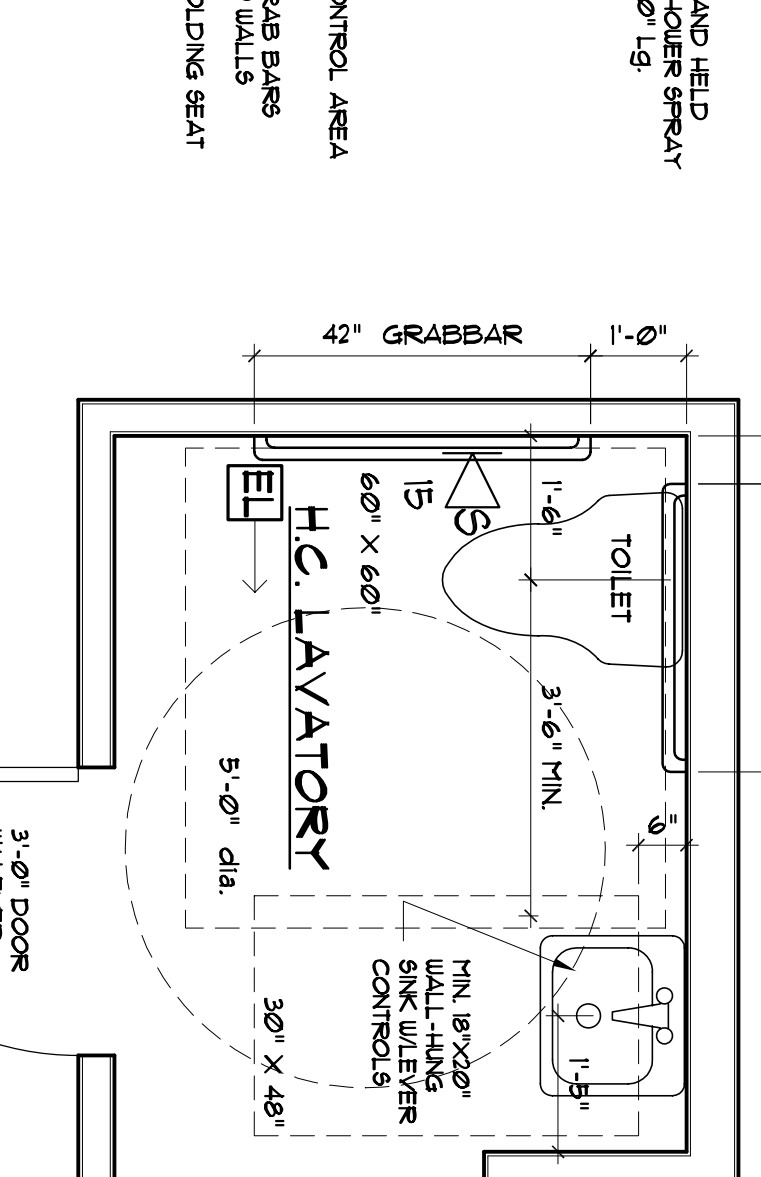 AND HELD
HOWER SPRAY
0" Lg.
ONTROL AREA
RAB BARS
WALLS
OLDING SEAT
42" GRABBAR
1'-0"
EL
S
15
1'-6"
TOILET
60" X 60"
H.C. LAVATORY
3'-6" MIN.
5'-0" dia.
6"
3'-0" DOOR
MIN. 18"X20"
WALL-HUNG
SINK W/LEVER
CONTROLS
30" X 48"
1'-5"